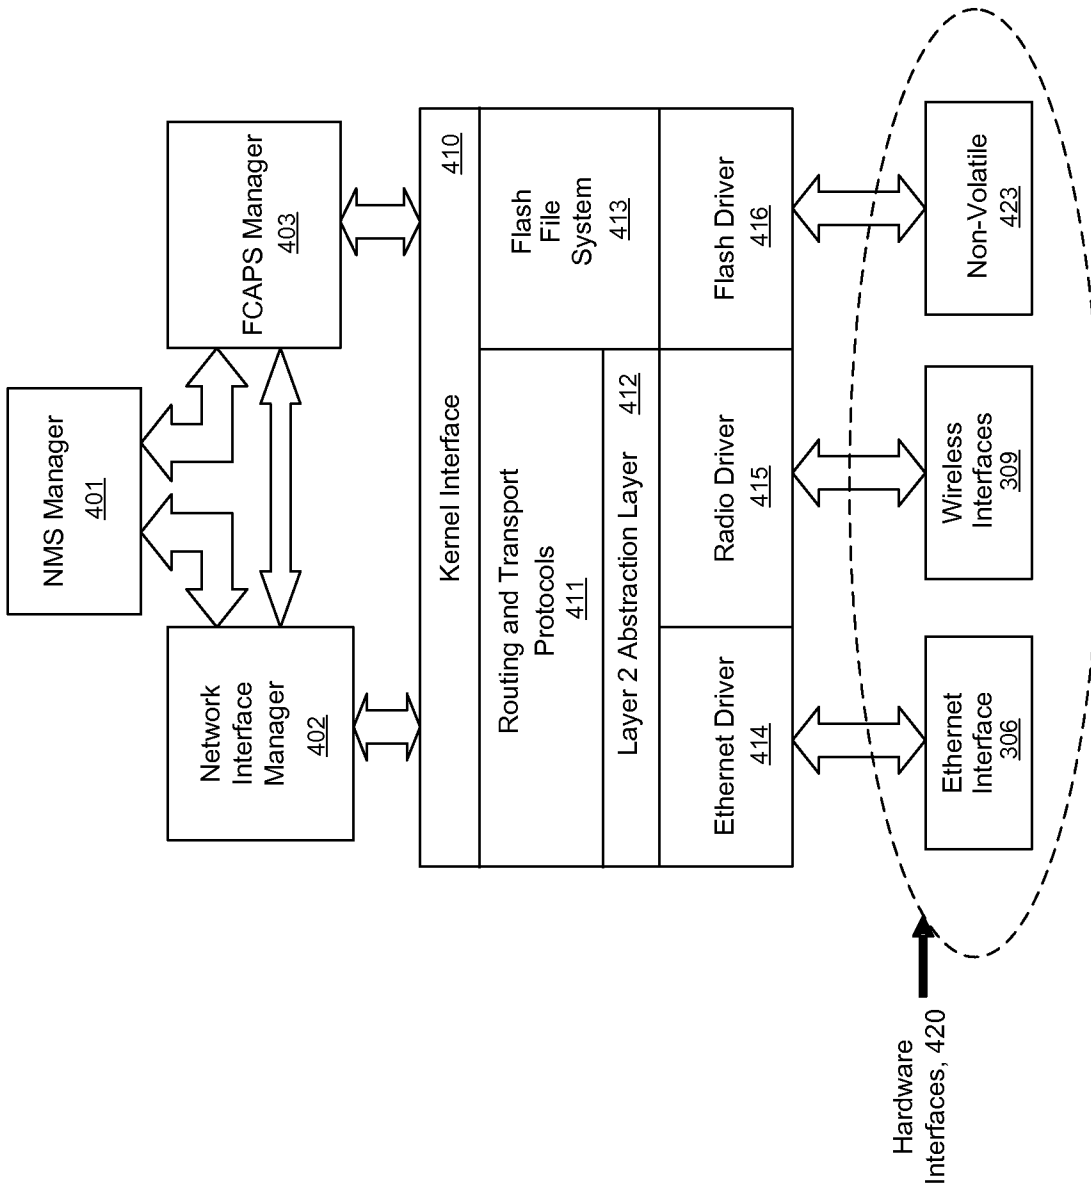 NMS Manager
401
Network
Interface
Manager
402
FCAPS Manager
403
Kernel Interface
410
Routing and Transport
Protocols
411
Flash
File
System
413
Layer 2 Abstraction Layer
412
Ethernet Driver
414
Radio Driver
415
Flash Driver
416
Ethernet
Interface
306
Wireless
Interfaces
309
Non-Volatile
423
Hardware
Interfaces, 420